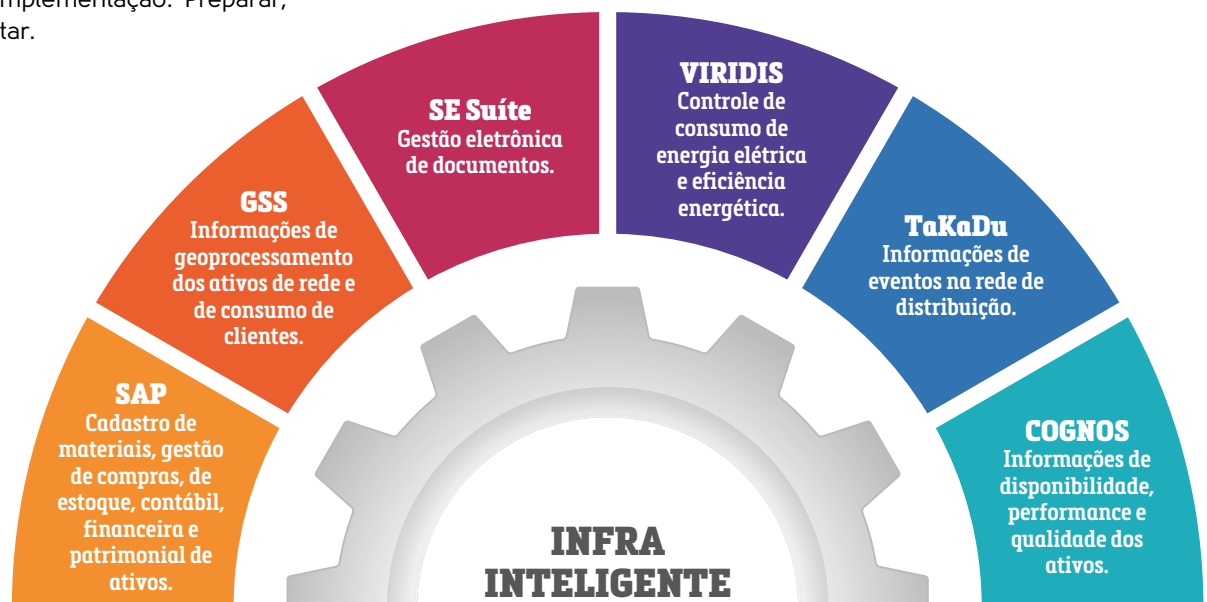 mplementação. Preparar,
tar.
SAP
Cadastro de
materiais, gestão
de compras, de
estoque, contábil,
financeira e
patrimonial de
ativos.
GSS
Informações de
geoprocessamento
dos ativos de rede e
de consumo de
clientes.
SE Suíte
Gestão eletrônica
de documentos.
VIRIDIS
Controle de
consumo de
energia elétrica
e eficiência
energética.
TaKaDu
Informações de
eventos na rede de
distribuição.
COGNOS
Informações de
disponibilidade,
performance e
qualidade dos
ativos.
INFRA
INTELIGENTE